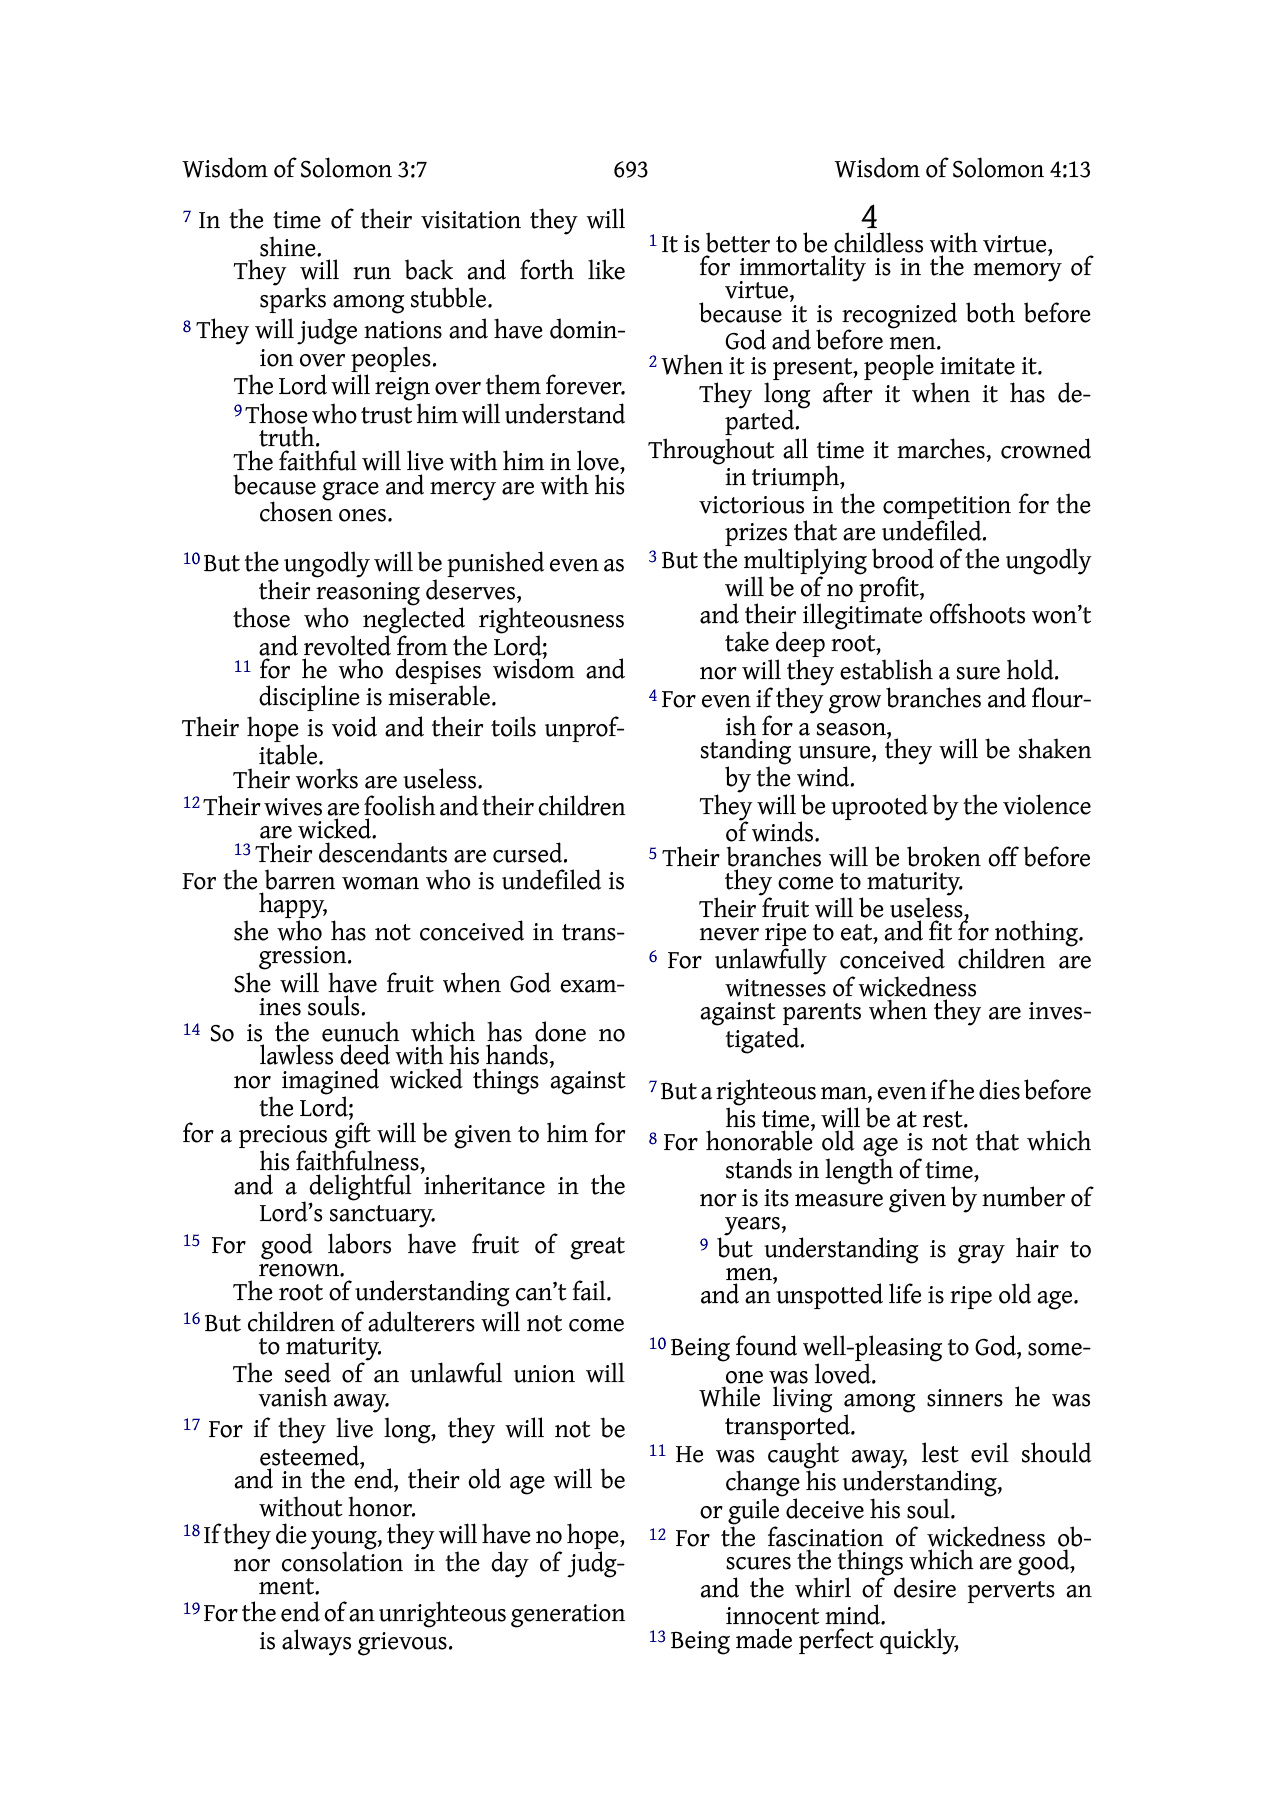 Wisdom of Solomon 3:7 693 Wisdom of Solomon 4:13
7 In the time of their visitation they will
shine.
They will run back and forth like
sparks among stubble.
8 They will judge nations and have domin-
ion over peoples.
The Lord will reign over them forever.
9 Those who trust him will understand
truth.
The faithful will live with him in love,
because grace and mercy are with his
chosen ones.
10 But the ungodly will be punished even as
their reasoning deserves,
those who neglected righteousness
and revolted from the Lord;
11 for he who despises wisdom and
discipline is miserable.
Their hope is void and their toils unprof-
itable.
Their works are useless.
12 Their wives are foolish and their children
are wicked.
13 Their descendants are cursed.
For the barren woman who is undefiled is
happy,
she who has not conceived in trans-
gression.
She will have fruit when God exam-
ines souls.
14 So is the eunuch which has done no
lawless deed with his hands,
nor imagined wicked things against
the Lord;
for a precious gift will be given to him for
his faithfulness,
and a delightful inheritance in the
Lord’s sanctuary.
15 For good labors have fruit of great
renown.
The root of understanding can’t fail.
16 But children of adulterers will not come
to maturity.
The seed of an unlawful union will
vanish away.
17 For if they live long, they will not be
esteemed,
and in the end, their old age will be
without honor.
18 If they die young, they will have no hope,
nor consolation in the day of judg-
ment.
19 For the end of an unrighteous generation
is always grievous.
4
1 It is better to be childless with virtue,
for immortality is in the memory of
virtue,
because it is recognized both before
God and before men.
2 When it is present, people imitate it.
They long after it when it has de-
parted.
Throughout all time it marches, crowned
in triumph,
victorious in the competition for the
prizes that are undefiled.
3 But the multiplying brood of the ungodly
will be of no profit,
and their illegitimate offshoots won’t
take deep root,
nor will they establish a sure hold.
4 For even if they grow branches and flour-
ish for a season,
standing unsure, they will be shaken
by the wind.
They will be uprooted by the violence
of winds.
5 Their branches will be broken off before
they come to maturity.
Their fruit will be useless,
never ripe to eat, and fit for nothing.
6 For unlawfully conceived children are
witnesses of wickedness
against parents when they are inves-
tigated.
7 But a righteous man, even if he dies before
his time, will be at rest.
8 For honorable old age is not that which
stands in length of time,
nor is its measure given by number of
years,
9 but understanding is gray hair to
men,
and an unspotted life is ripe old age.
10 Being found well-pleasing to God, some-
one was loved.
While living among sinners he was
transported.
11 He was caught away, lest evil should
change his understanding,
or guile deceive his soul.
12 For the fascination of wickedness ob-
scures the things which are good,
and the whirl of desire perverts an
innocent mind.
13 Being made perfect quickly,